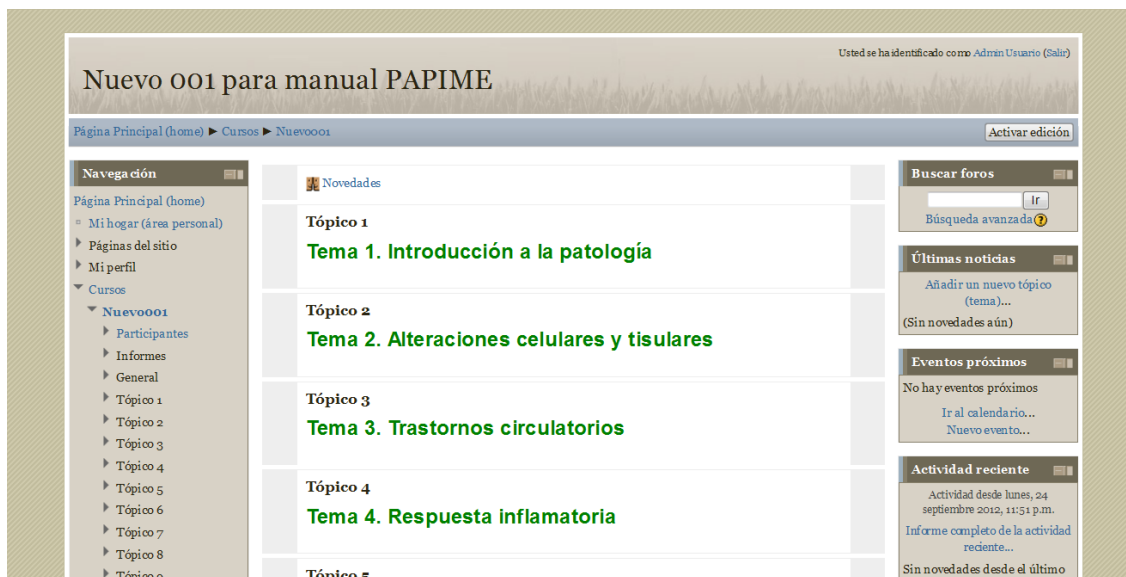 Usted se ha identificado como Admin Usuario (Salir)
Nuevo 001 para manual PAPIME
Página Principal (home) ► Cursos ► Nuevo001
Activar edición
Navegación
Página Principal (home)
Mi hogar (área personal)
Páginas del sitio
Mi perfil
Cursos
Nuevo001
Participantes
Informes
General
Tópico 1
Tópico 2
Tópico 3
Tópico 4
Tópico 5
Tópico 6
Tópico 7
Tópico 8
Tópico 9
Novedades
Tópico 1
Tema 1. Introducción a la patología
Tópico 2
Tema 2. Alteraciones celulares y tisulares
Tópico 3
Tema 3. Trastornos circulatorios
Tópico 4
Tema 4. Respuesta inflamatoria
Tópico 5
Buscar foros
Ir
Búsqueda avanzada
Últimas noticias
Añadir un nuevo tópico
(tema)...
(Sin novedades aún)
Eventos próximos
No hay eventos próximos
Ir al calendario...
Nuevo evento...
Actividad reciente
Actividad desde lunes, 24
septiembre 2012, 11:51 p.m.
Informe completo de la actividad
reciente...
Sin novedades desde el último